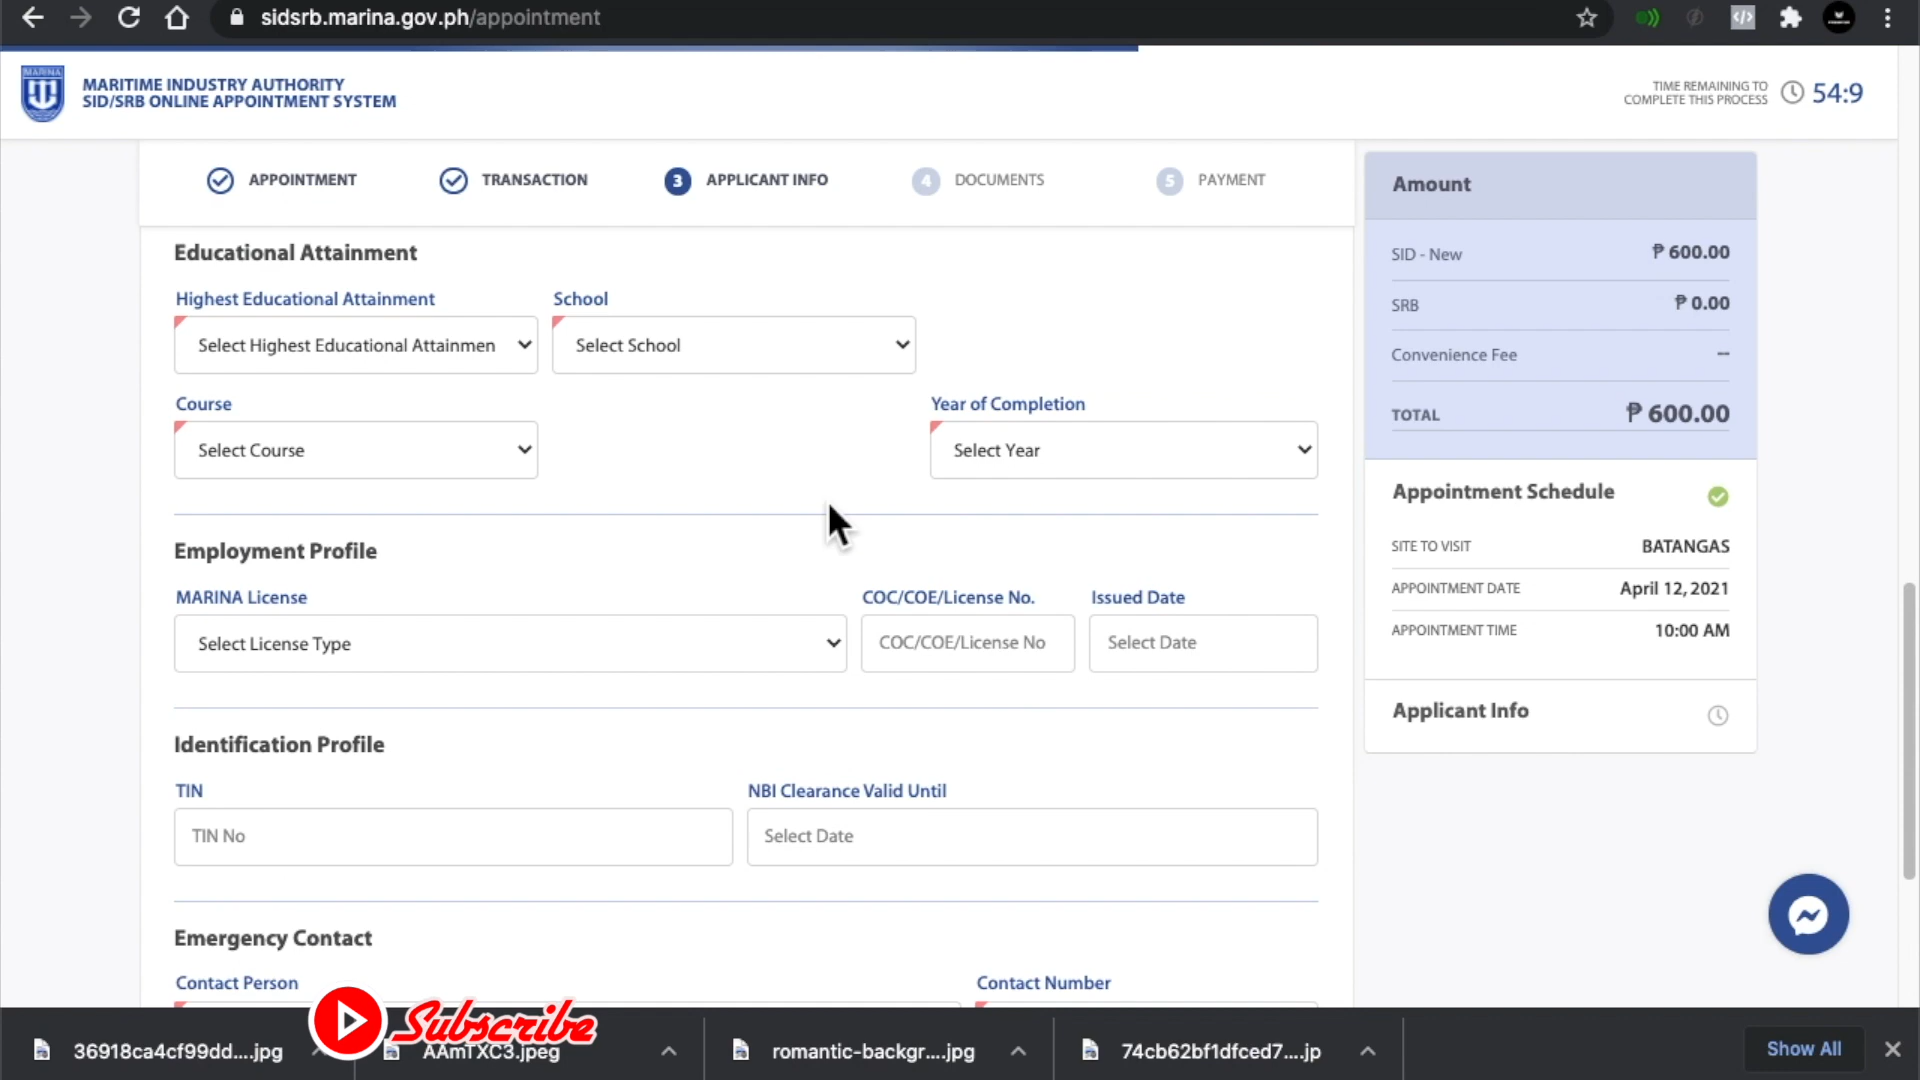 sidsrb.marina.gov.ph/appointment
MARINA
MARITIME INDUSTRY AUTHORITY
SID/SRB ONLINE APPOINTMENT SYSTEM
TIME REMAINING TO
COMPLETE THIS PROCESS
54:9
APPOINTMENT
TRANSACTION
3 APPLICANT INFO
4 DOCUMENTS
5 PAYMENT
Educational Attainment
Highest Educational Attainment
School
Select Highest Educational Attainmen
Select School
Course
Year of Completion
Select Course
Select Year
Employment Profile
MARINA License
COC/COE/License No.
Issued Date
Select License Type
COC/COE/License No
Select Date
Identification Profile
TIN
NBI Clearance Valid Until
TIN No
Select Date
Emergency Contact
Contact Person
Contact Number
Amount
SID - New ₱ 600.00
SRB ₱ 0.00
Convenience Fee --
TOTAL ₱ 600.00
Appointment Schedule
SITE TO VISIT BATANGAS
APPOINTMENT DATE April 12, 2021
APPOINTMENT TIME 10:00 AM
Applicant Info
Subscribe
36918ca4cf99dd....jpg
AAmTXC3.jpeg
romantic-backgr....jpg
74cb62bf1dfced7....jp
Show All